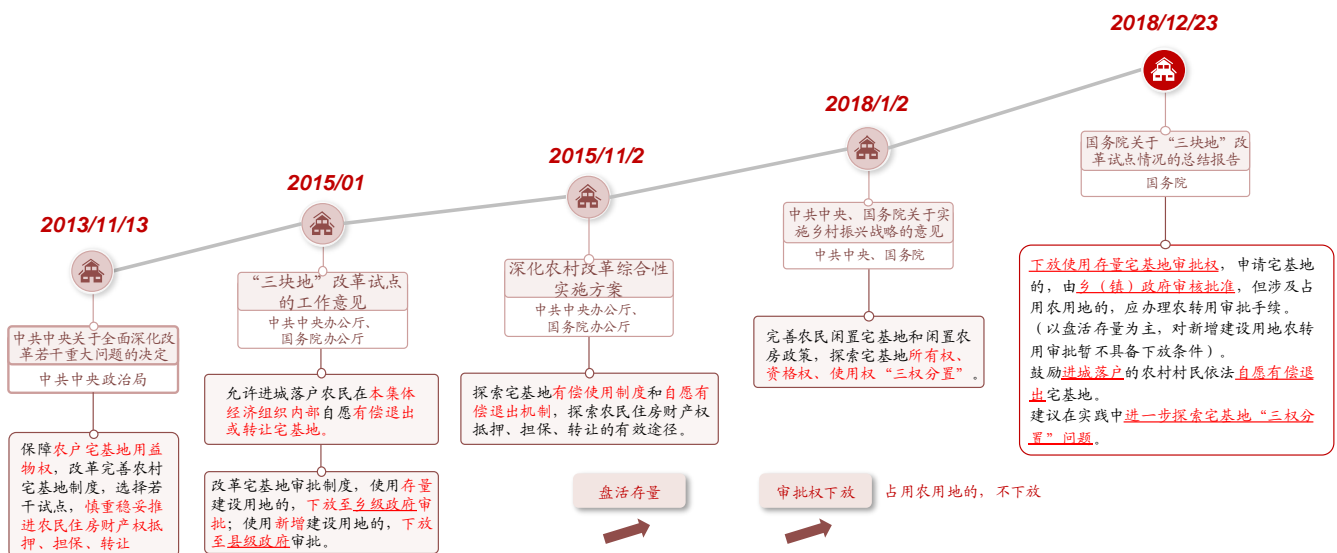 2013/11/13
中共中央关于全面深化改
革若干重大问题的决定
中共中央政治局
保障农户宅基地用益
物权，改革完善农村
宅基地制度，选择若
干试点，慎重稳妥推
进农民住房财产权抵
押、担保、转让
2015/01
“三块地”改革试点
的工作意见
中共中央办公厅、
国务院办公厅
允许进城落户农民在本集体
经济组织内部自愿有偿退出
或转让宅基地。
改革宅基地审批制度，使用存量
建设用地的，下放至乡级政府审
批；使用新增建设用地的，下放
至县级政府审批。
2015/11/2
深化农村改革综合性
实施方案
中共中央办公厅、
国务院办公厅
探索宅基地有偿使用制度和自愿有
偿退出机制，探索农民住房财产权
抵押、担保、转让的有效途径。
2018/1/2
中共中央、国务院关于实
施乡村振兴战略的意见
中共中央、国务院
完善农民闲置宅基地和闲置农
房政策，探索宅基地所有权、
资格权、使用权“三权分置”。
2018/12/23
国务院关于“三块地”改
革试点情况的总结报告
国务院
下放使用存量宅基地审批权，申请宅基地
的，由乡（镇）政府审核批准，但涉及占
用农用地的，应办理农转用审批手续。
（以盘活存量为主，对新增建设用地农转
用审批暂不具备下放条件）。
鼓励进城落户的农村村民依法自愿有偿退
出宅基地。
建议在实践中进一步探索宅基地“三权分
置”问题。
盘活存量
审批权下放
占用农用地的，不下放